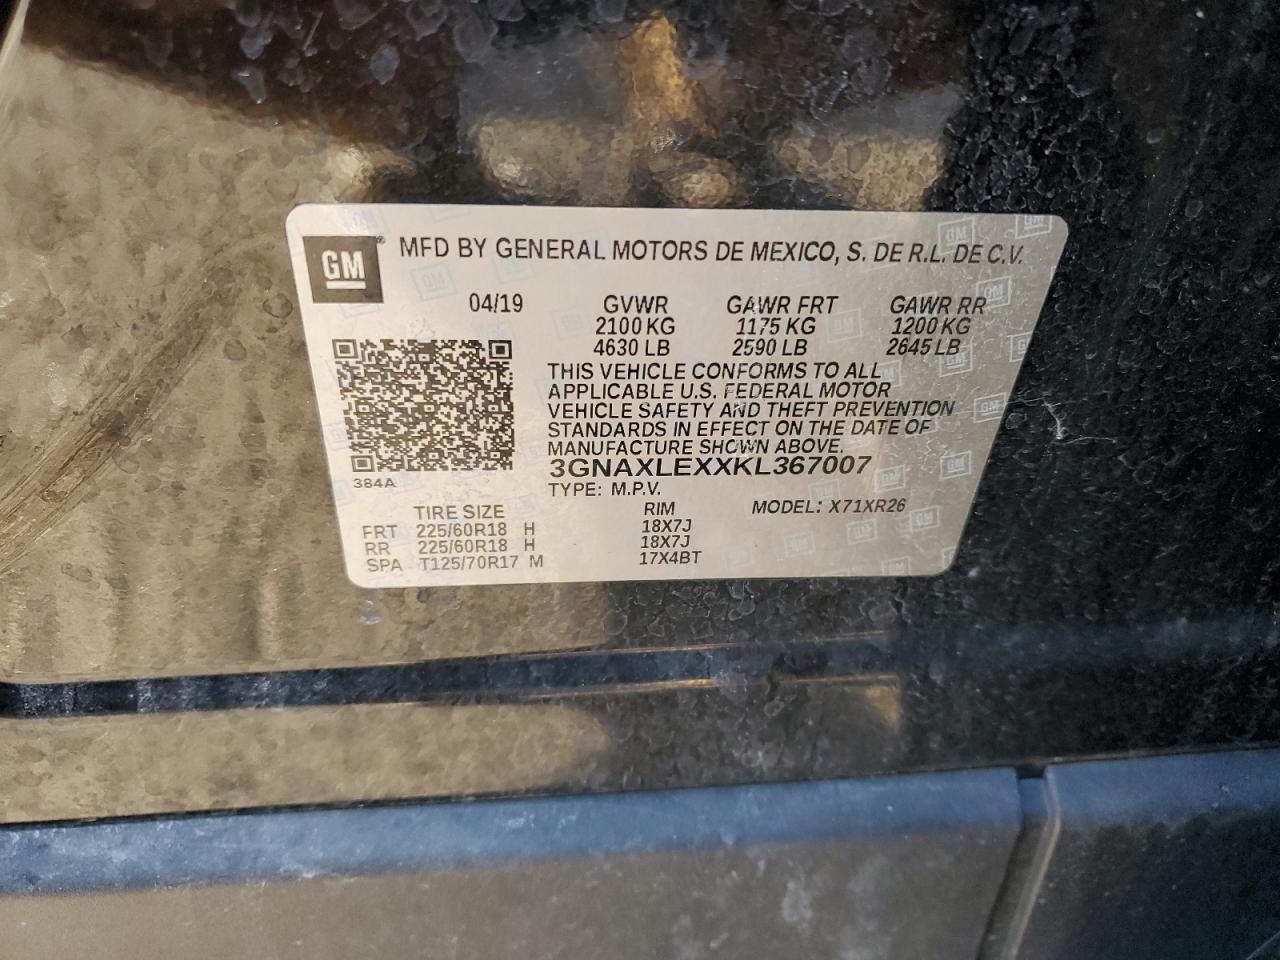 GM® MFD BY GENERAL MOTORS DE MEXICO, S. DE R.L. DE C.V.
04/19 GVWR GAWR FRT GAWR RR
2100 KG 1175 KG 1200 KG
4630 LB 2590 LB 2645 LB
THIS VEHICLE CONFORMS TO ALL
APPLICABLE U.S. FEDERAL MOTOR
VEHICLE SAFETY AND THEFT PREVENTION
STANDARDS IN EFFECT ON THE DATE OF
MANUFACTURE SHOWN ABOVE.
3GNAXLEXXKL367007
384A
TYPE: M.P.V. MODEL: X71XR26
TIRE SIZE RIM
FRT 225/60R18 H 18X7J
RR 225/60R18 H 18X7J
SPA T125/70R17 M 17X4BT